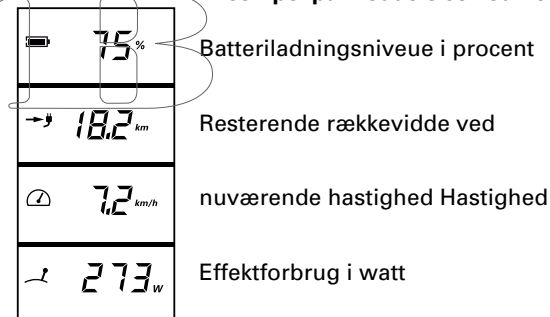 75 % Batteriladningsniveue i procent
18.2 km Resterende rækkevidde ved
7.2 km/h nuværende hastighed Hastighed
273 W Effektforbrug i watt